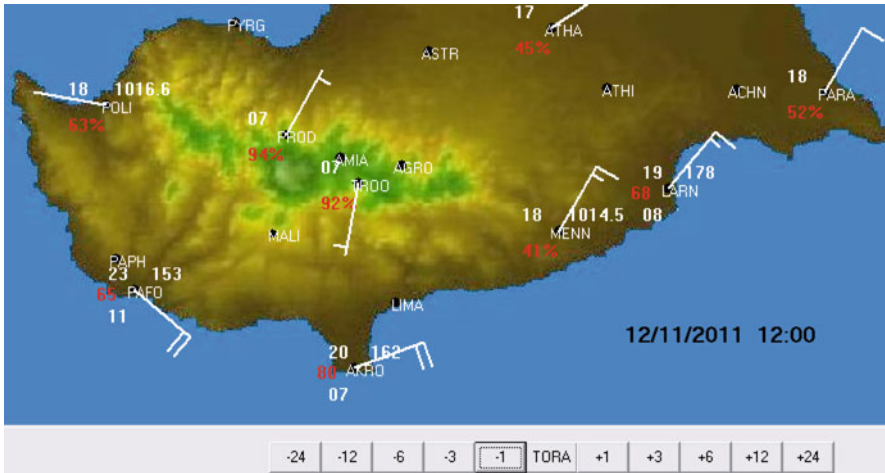 17
ATHA
45%
PYRG
ASTR
18 1016.6
POLI
63%
ATHI
ACHN
18
PARA
52%
07
PROD
94%
AMIA
07
AGRO
TROO
92%
19 178
68 LARN
08
18 1014.5
MENN
41%
MALI
PAPH
23 153
65 PAFO
11
LIMA
20 162
80 AKRO
07
12/11/2011 12:00
-24 -12 -6 -3 -1 TORA +1 +3 +6 +12 +24